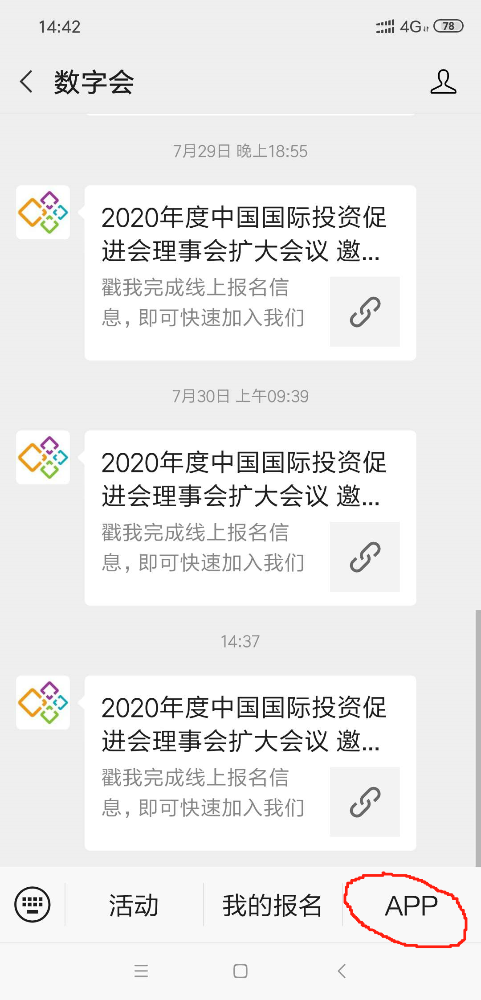 14:42
4G
78
数字会
7月29日 晚上18:55
2020年度中国国际投资促
进会理事会扩大会议 邀...
戳我完成线上报名信
息，即可快速加入我们
7月30日 上午09:39
2020年度中国国际投资促
进会理事会扩大会议 邀...
戳我完成线上报名信
息，即可快速加入我们
14:37
2020年度中国国际投资促
进会理事会扩大会议 邀...
戳我完成线上报名信
息，即可快速加入我们
活动
我的报名
APP